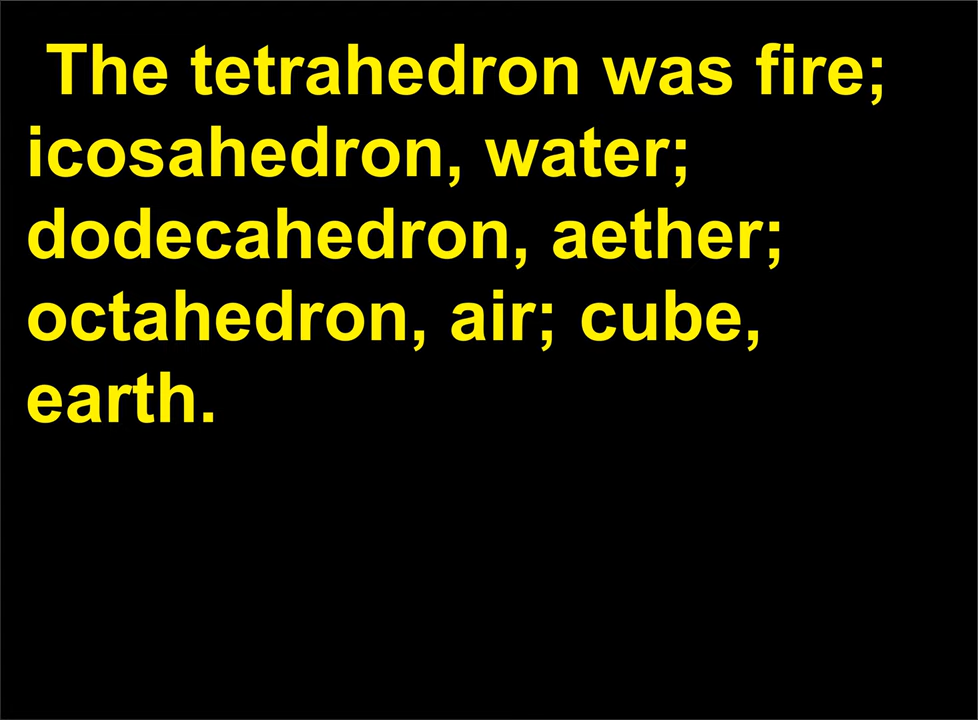 The tetrahedron was fire;
icosahedron, water;
dodecahedron, aether;
octahedron, air; cube,
earth.